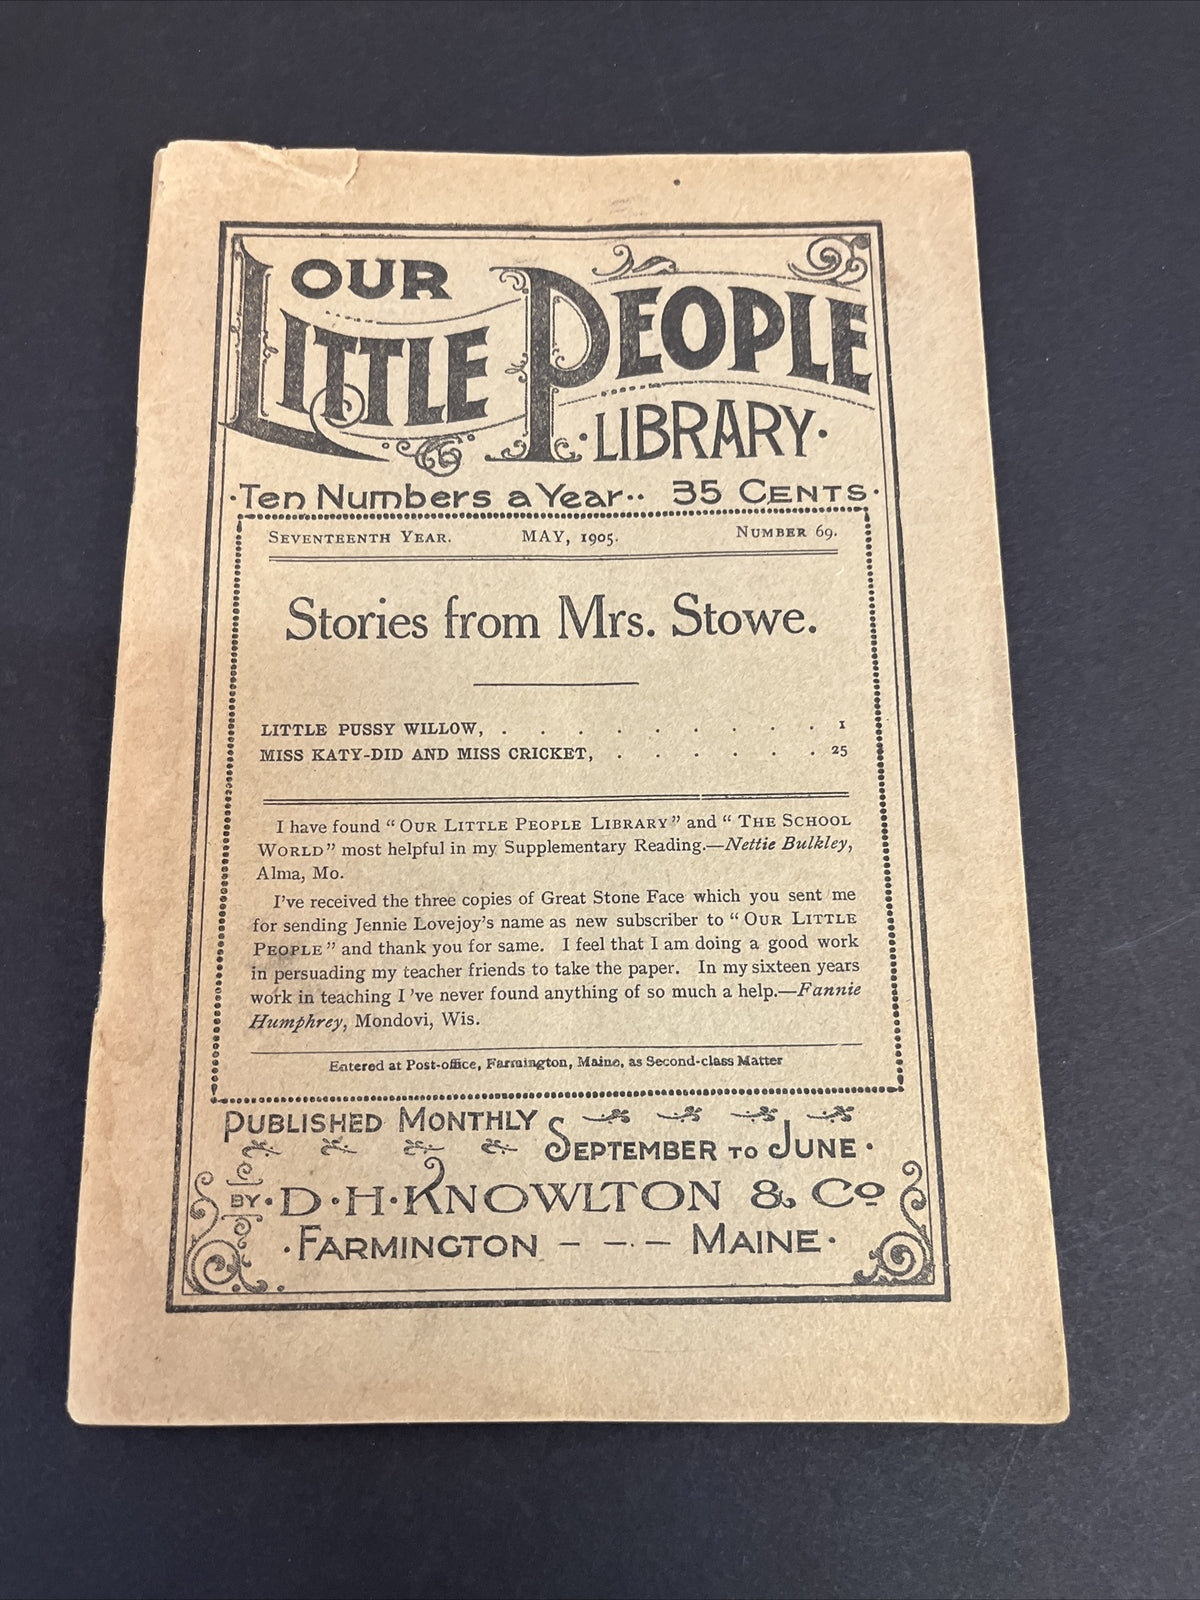 OUR
LITTLE PEOPLE
· LIBRARY ·
· Ten Numbers a Year ·· 35 CENTS ·
SEVENTEENTH YEAR. MAY, 1905. NUMBER 69.
Stories from Mrs. Stowe.
LITTLE PUSSY WILLOW, . . . . . . . . . 1
MISS KATY-DID AND MISS CRICKET, . . . . . . 25
I have found “OUR LITTLE PEOPLE LIBRARY” and “THE SCHOOL
WORLD” most helpful in my Supplementary Reading.—Nettie Bulkley,
Alma, Mo.
I've received the three copies of Great Stone Face which you sent me
for sending Jennie Lovejoy's name as new subscriber to “OUR LITTLE
PEOPLE” and thank you for same. I feel that I am doing a good work
in persuading my teacher friends to take the paper. In my sixteen years
work in teaching I 've never found anything of so much a help.—Fannie
Humphrey, Mondovi, Wis.
Entered at Post-office, Farmington, Maine, as Second-class Matter
PUBLISHED MONTHLY
SEPTEMBER TO JUNE ·
BY · D · H · KNOWLTON & Co
· FARMINGTON – – · – MAINE ·